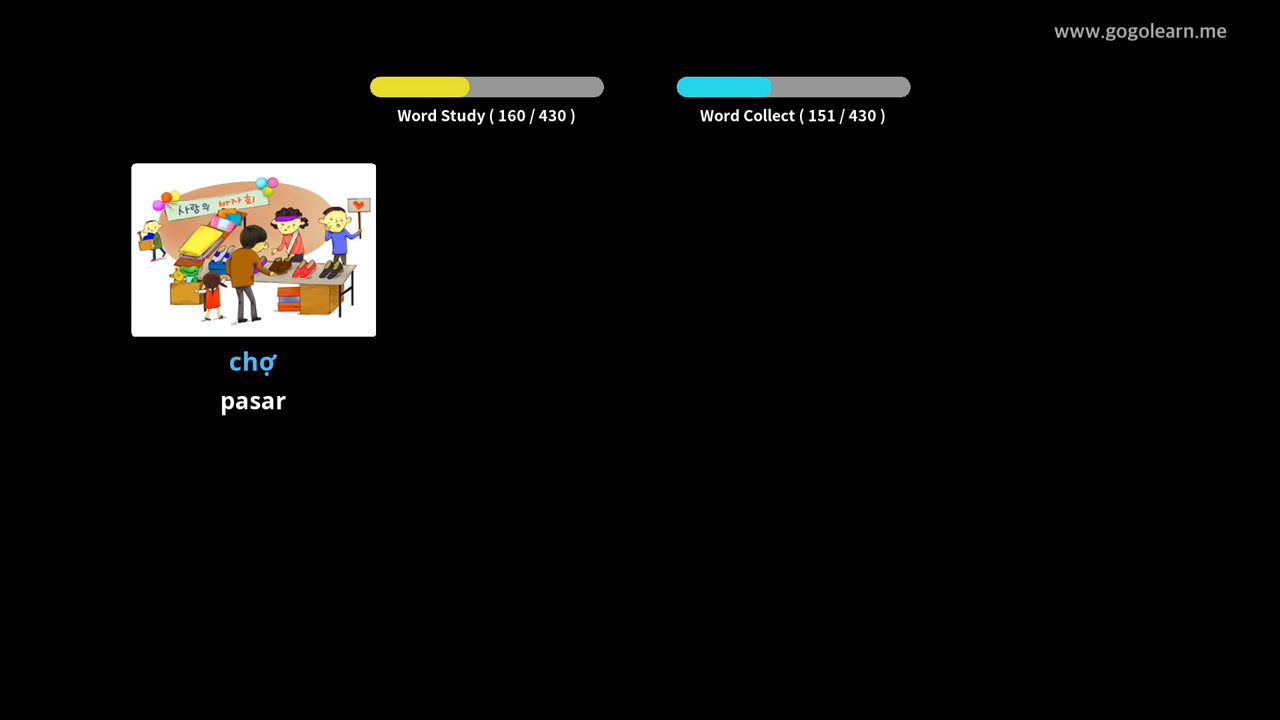 www.gogolearn.me
Word Study ( 160 / 430 )
Word Collect ( 151 / 430 )
사랑의 바자회
chợ
pasar